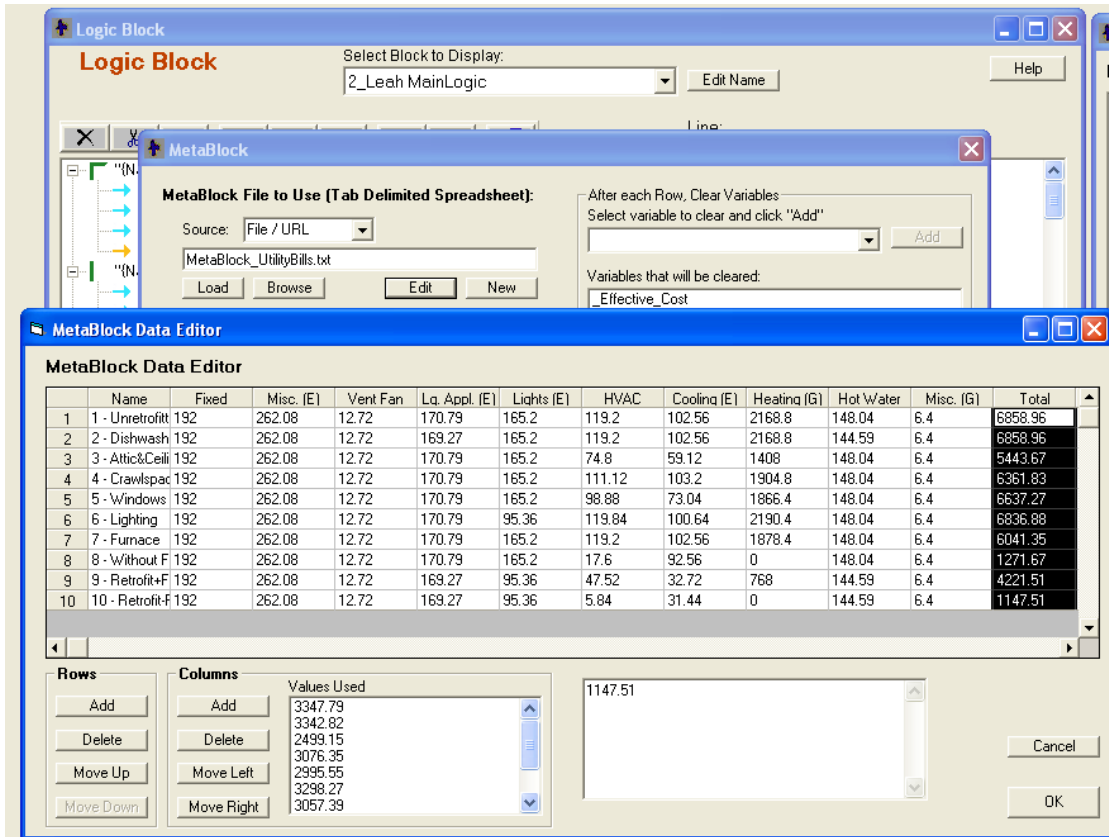 Logic Block
Logic Block
Select Block to Display:
2_Leah MainLogic
Edit Name
Help
Line:
"{N.
"{N.
MetaBlock
MetaBlock File to Use (Tab Delimited Spreadsheet):
Source: File / URL
MetaBlock_UtilityBills.txt
Load Browse Edit New
After each Row, Clear Variables
Select variable to clear and click "Add"
Add
Variables that will be cleared:
_Effective_Cost
MetaBlock Data Editor
MetaBlock Data Editor
Name Fixed Misc. (E) Vent Fan Lg. Appl. (E) Lights (E) HVAC Cooling (E) Heating (G) Hot Water Misc. (G) Total
1 1 - Unretrofitt 192 262.08 12.72 170.79 165.2 119.2 102.56 2168.8 148.04 6.4 6858.96
2 2 - Dishwash 192 262.08 12.72 169.27 165.2 119.2 102.56 2168.8 144.59 6.4 6858.96
3 3 - Attic&Ceili 192 262.08 12.72 170.79 165.2 74.8 59.12 1408 148.04 6.4 5443.67
4 4 - Crawlspac 192 262.08 12.72 170.79 165.2 111.12 103.2 1904.8 148.04 6.4 6361.83
5 5 - Windows 192 262.08 12.72 170.79 165.2 98.88 73.04 1866.4 148.04 6.4 6637.27
6 6 - Lighting 192 262.08 12.72 170.79 95.36 119.84 100.64 2190.4 148.04 6.4 6836.88
7 7 - Furnace 192 262.08 12.72 170.79 165.2 119.2 102.56 1878.4 148.04 6.4 6041.35
8 8 - Without F 192 262.08 12.72 170.79 165.2 17.6 92.56 0 148.04 6.4 1271.67
9 9 - Retrofit+F 192 262.08 12.72 169.27 95.36 47.52 32.72 768 144.59 6.4 4221.51
10 10 - Retrofit-F 192 262.08 12.72 169.27 95.36 5.84 31.44 0 144.59 6.4 1147.51
Rows
Add
Delete
Move Up
Move Down
Columns
Add
Delete
Move Left
Move Right
Values Used
3347.79
3342.82
2499.15
3076.35
2995.55
3298.27
3057.39
1147.51
Cancel
OK